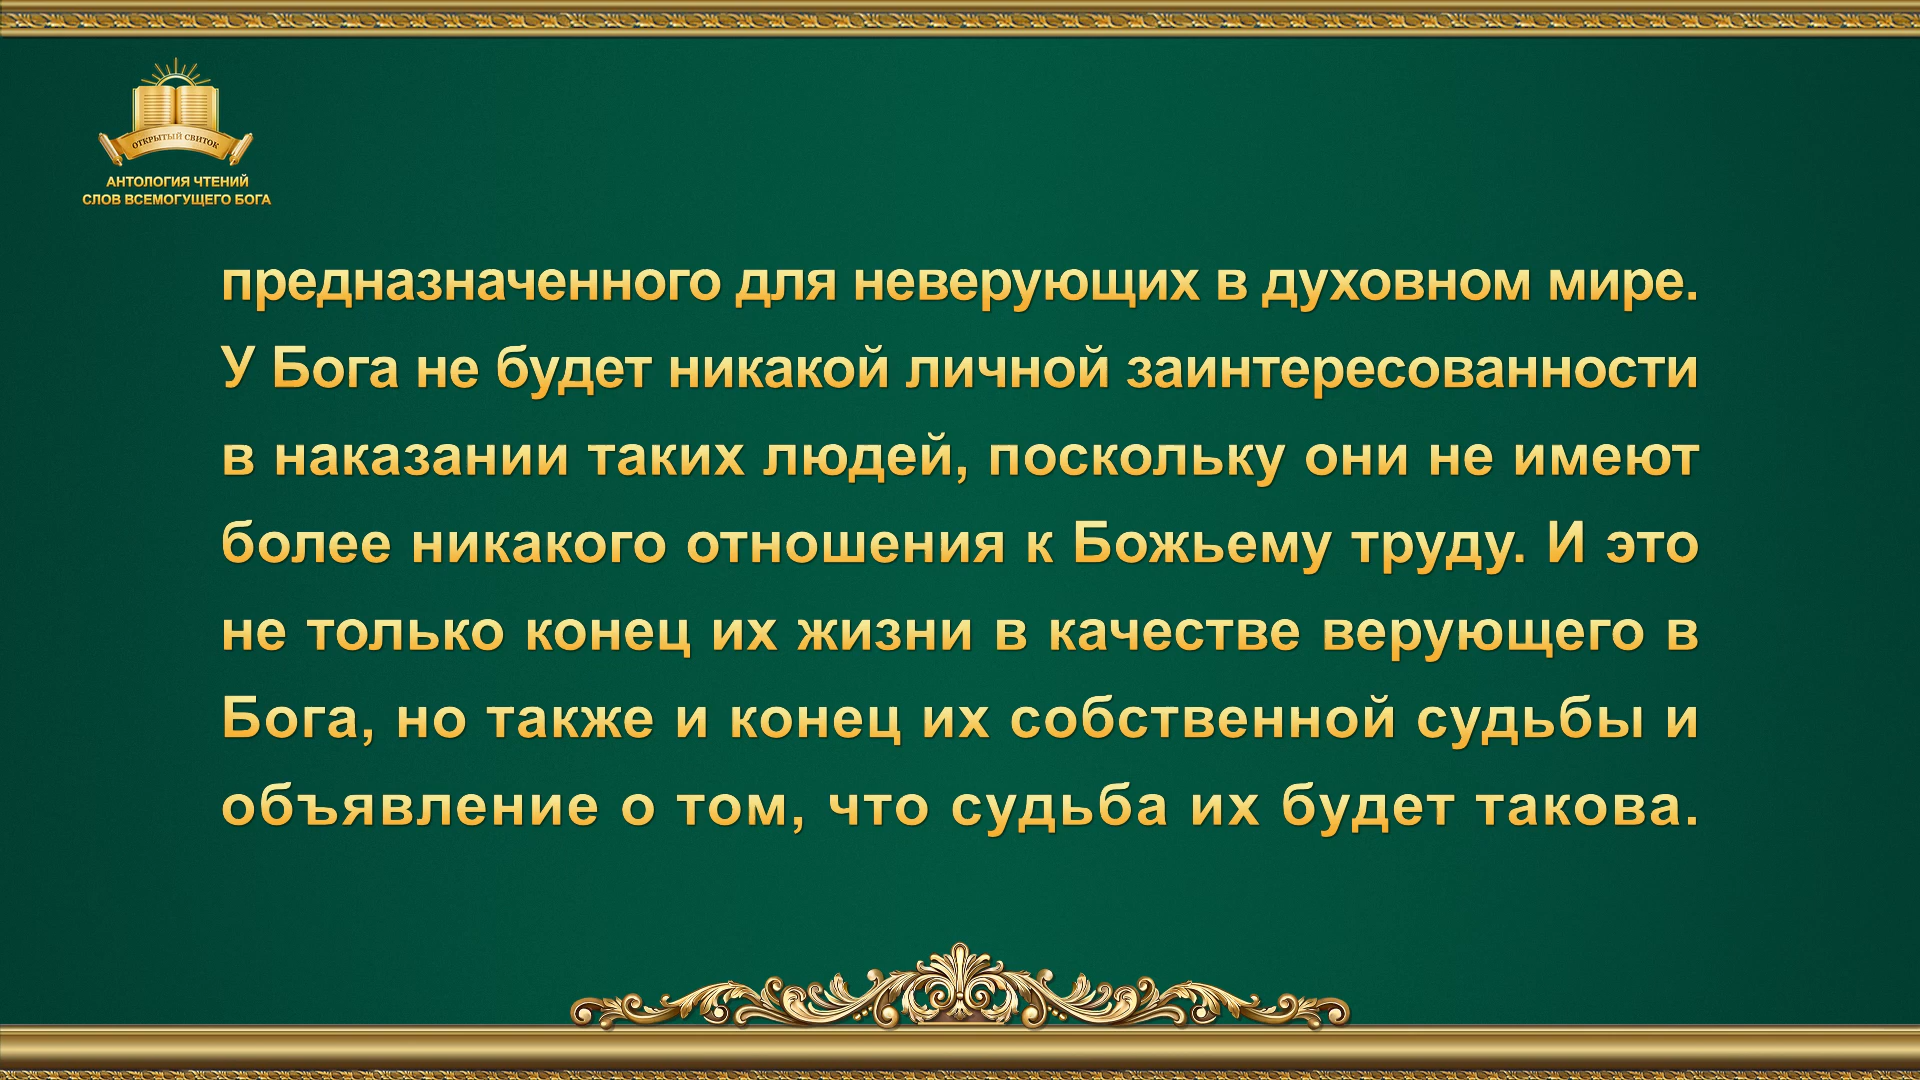 ОТКРЫТЫЙ СВИТОК
АНТОЛОГИЯ ЧТЕНИЙ
СЛОВ ВСЕМОГУЩЕГО БОГА
предназначенного для неверующих в духовном мире.
У Бога не будет никакой личной заинтересованности
в наказании таких людей, поскольку они не имеют
более никакого отношения к Божьему труду. И это
не только конец их жизни в качестве верующего в
Бога, но также и конец их собственной судьбы и
объявление о том, что судьба их будет такова.